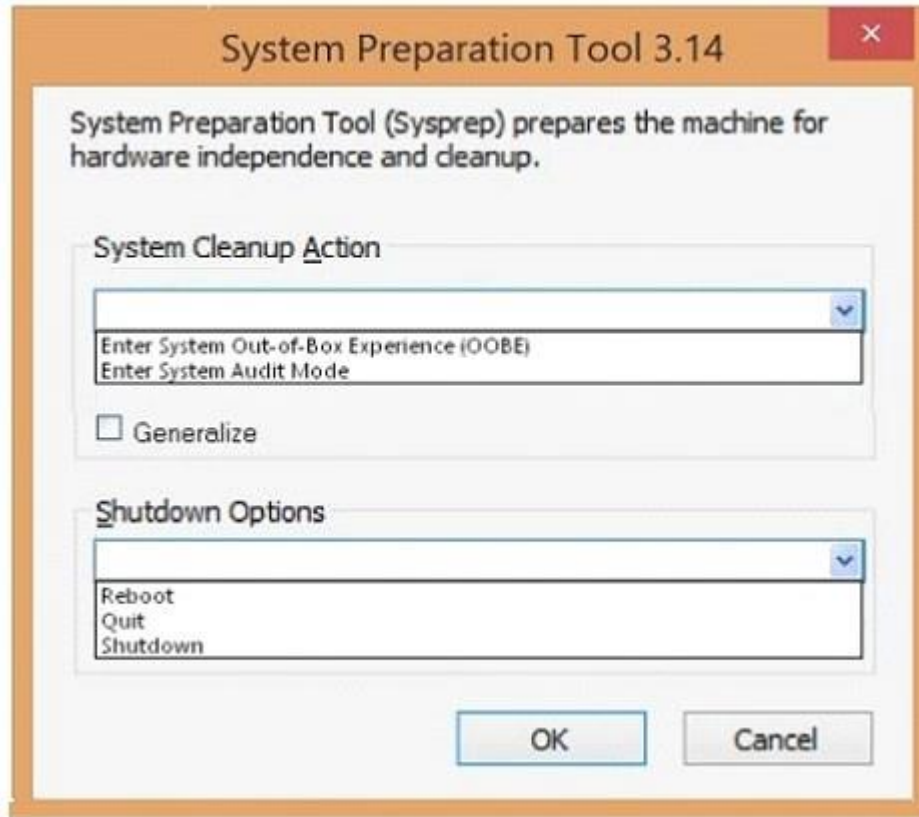 System Preparation Tool 3.14
System Preparation Tool (Sysprep) prepares the machine for
hardware independence and cleanup.
System Cleanup Action
Enter System Out-of-Box Experience (OOBE)
Enter System Audit Mode
Generalize
Shutdown Options
Reboot
Quit
Shutdown
OK
Cancel